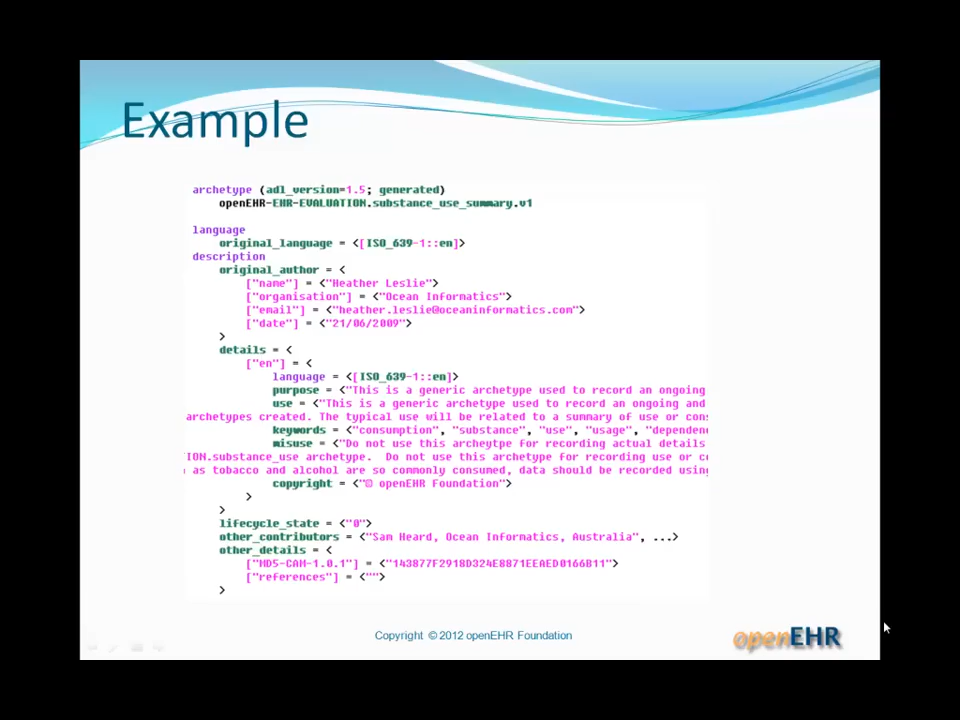 Example
archetype (adl_version=1.5; generated)
openEHR-EHR-EVALUATION.substance_use_summary.v1
language
original_language = <[ISO_639-1::en]>
description
original_author = <
["name"] = <"Heather Leslie">
["organisation"] = <"Ocean Informatics">
["email"] = <"heather.leslie@oceaninformatics.com">
["date"] = <"21/06/2009">
>
details = <
["en"] = <
language = <[ISO_639-1::en]>
purpose = <"This is a generic archetype used to record an ongoing
use = <"This is a generic archetype used to record an ongoing and
archetypes created. The typical use will be related to a summary of use or cons
keywords = <"consumption", "substance", "use", "usage", "depende
misuse = <"Do not use this archeytpe for recording actual details
ION.substance_use archetype.  Do not use this archetype for recording use or c
as tobacco and alcohol are so commonly consumed, data should be recorded using
copyright = <"© openEHR Foundation">
>
>
lifecycle_state = <"0">
other_contributors = <"Sam Heard, Ocean Informatics, Australia", ...>
other_details = <
["MD5-CAM-1.0.1"] = <"143877F2918D324E8871EEAED0166B11">
["references"] = <"">
>
Copyright © 2012 openEHR Foundation
openEHR